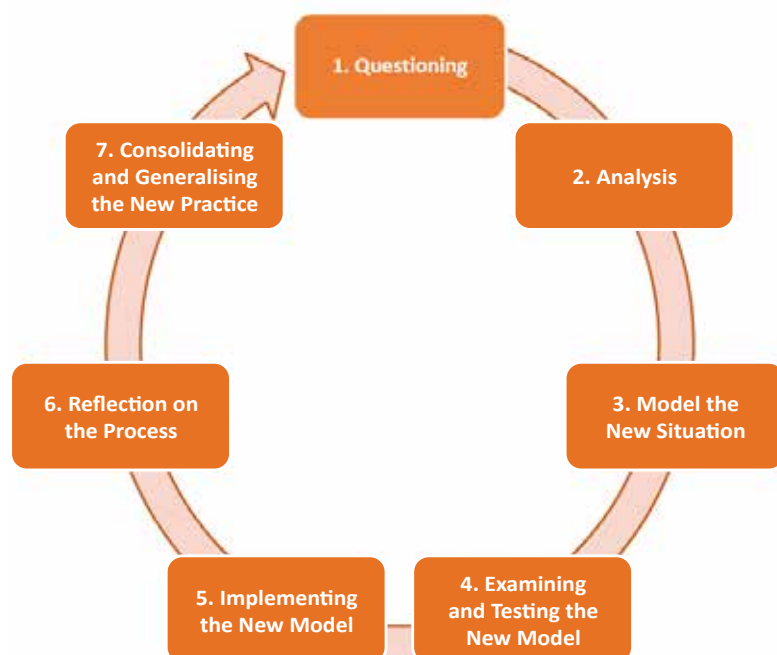 1. Questioning
2. Analysis
3. Model the
New Situation
4. Examining
and Testing the
New Model
5. Implementing
the New Model
6. Reflection on
the Process
7. Consolidating
and Generalising
the New Practice